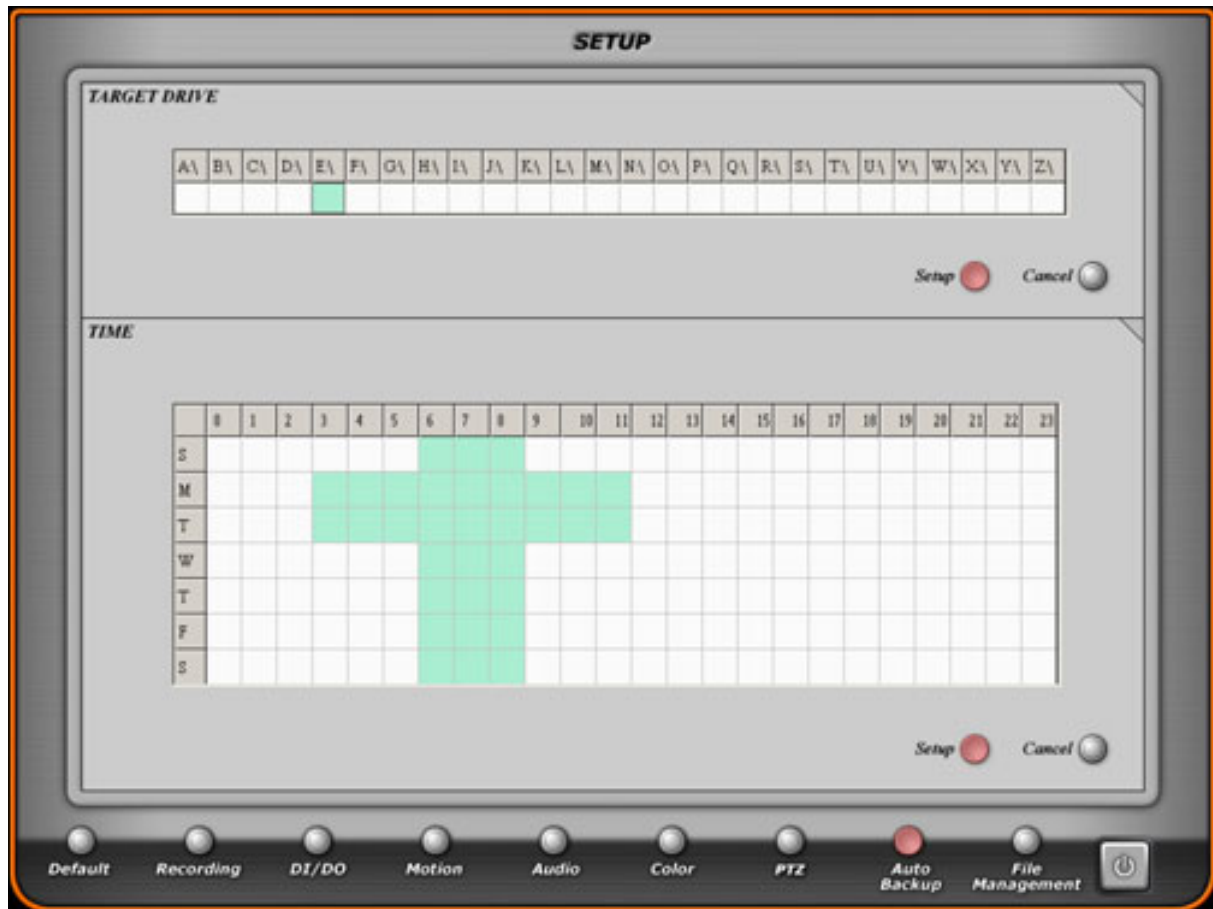 SETUP
TARGET DRIVE
A\ B\ C\ D\ E\ F\ G\ H\ I\ J\ K\ L\ M\ N\ O\ P\ Q\ R\ S\ T\ U\ V\ W\ X\ Y\ Z\
Setup Cancel
TIME
0 1 2 3 4 5 6 7 8 9 10 11 12 13 14 15 16 17 18 19 20 21 22 23
S
M
T
W
T
F
S
Setup Cancel
Default Recording DI/DO Motion Audio Color PTZ Auto Backup File Management